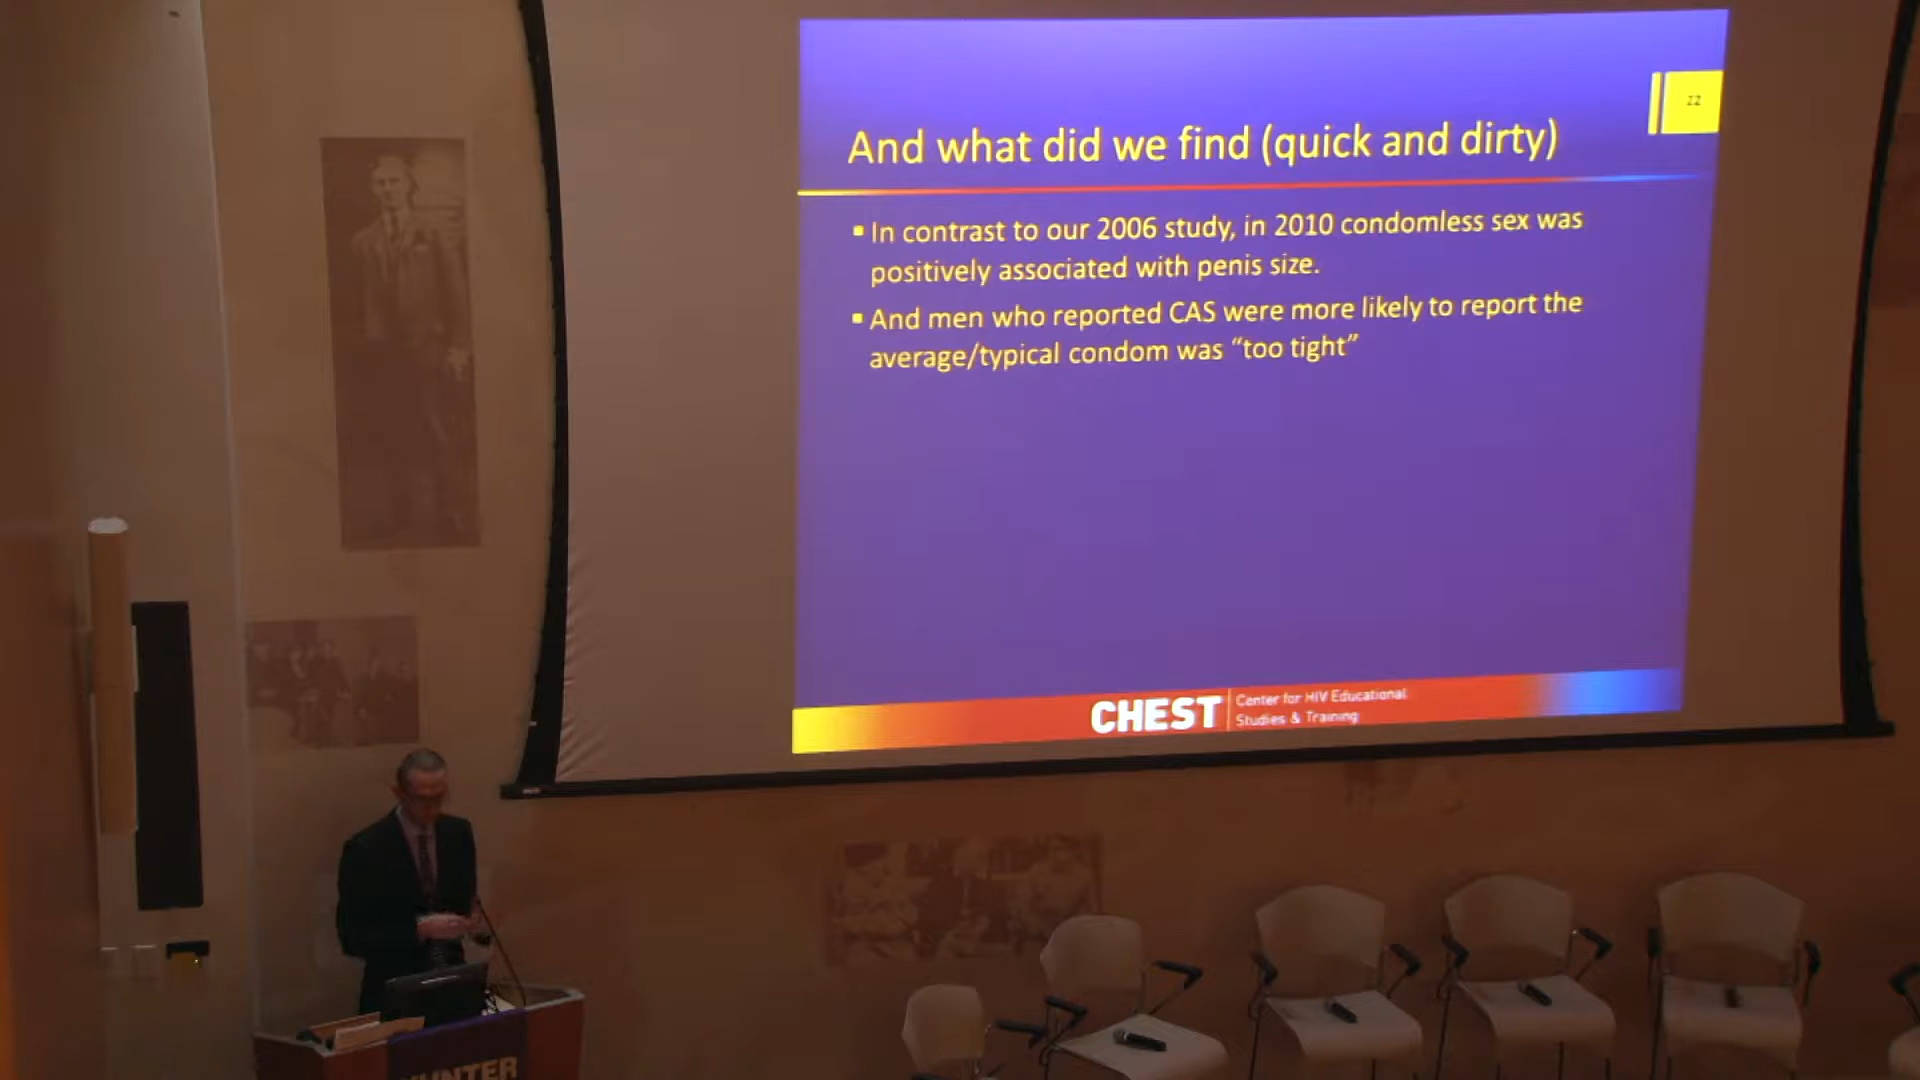 22
And what did we find (quick and dirty)
▪ In contrast to our 2006 study, in 2010 condomless sex was
positively associated with penis size.
▪ And men who reported CAS were more likely to report the
average/typical condom was “too tight”
CHEST
Center for HIV Educational
Studies & Training
HUNTER